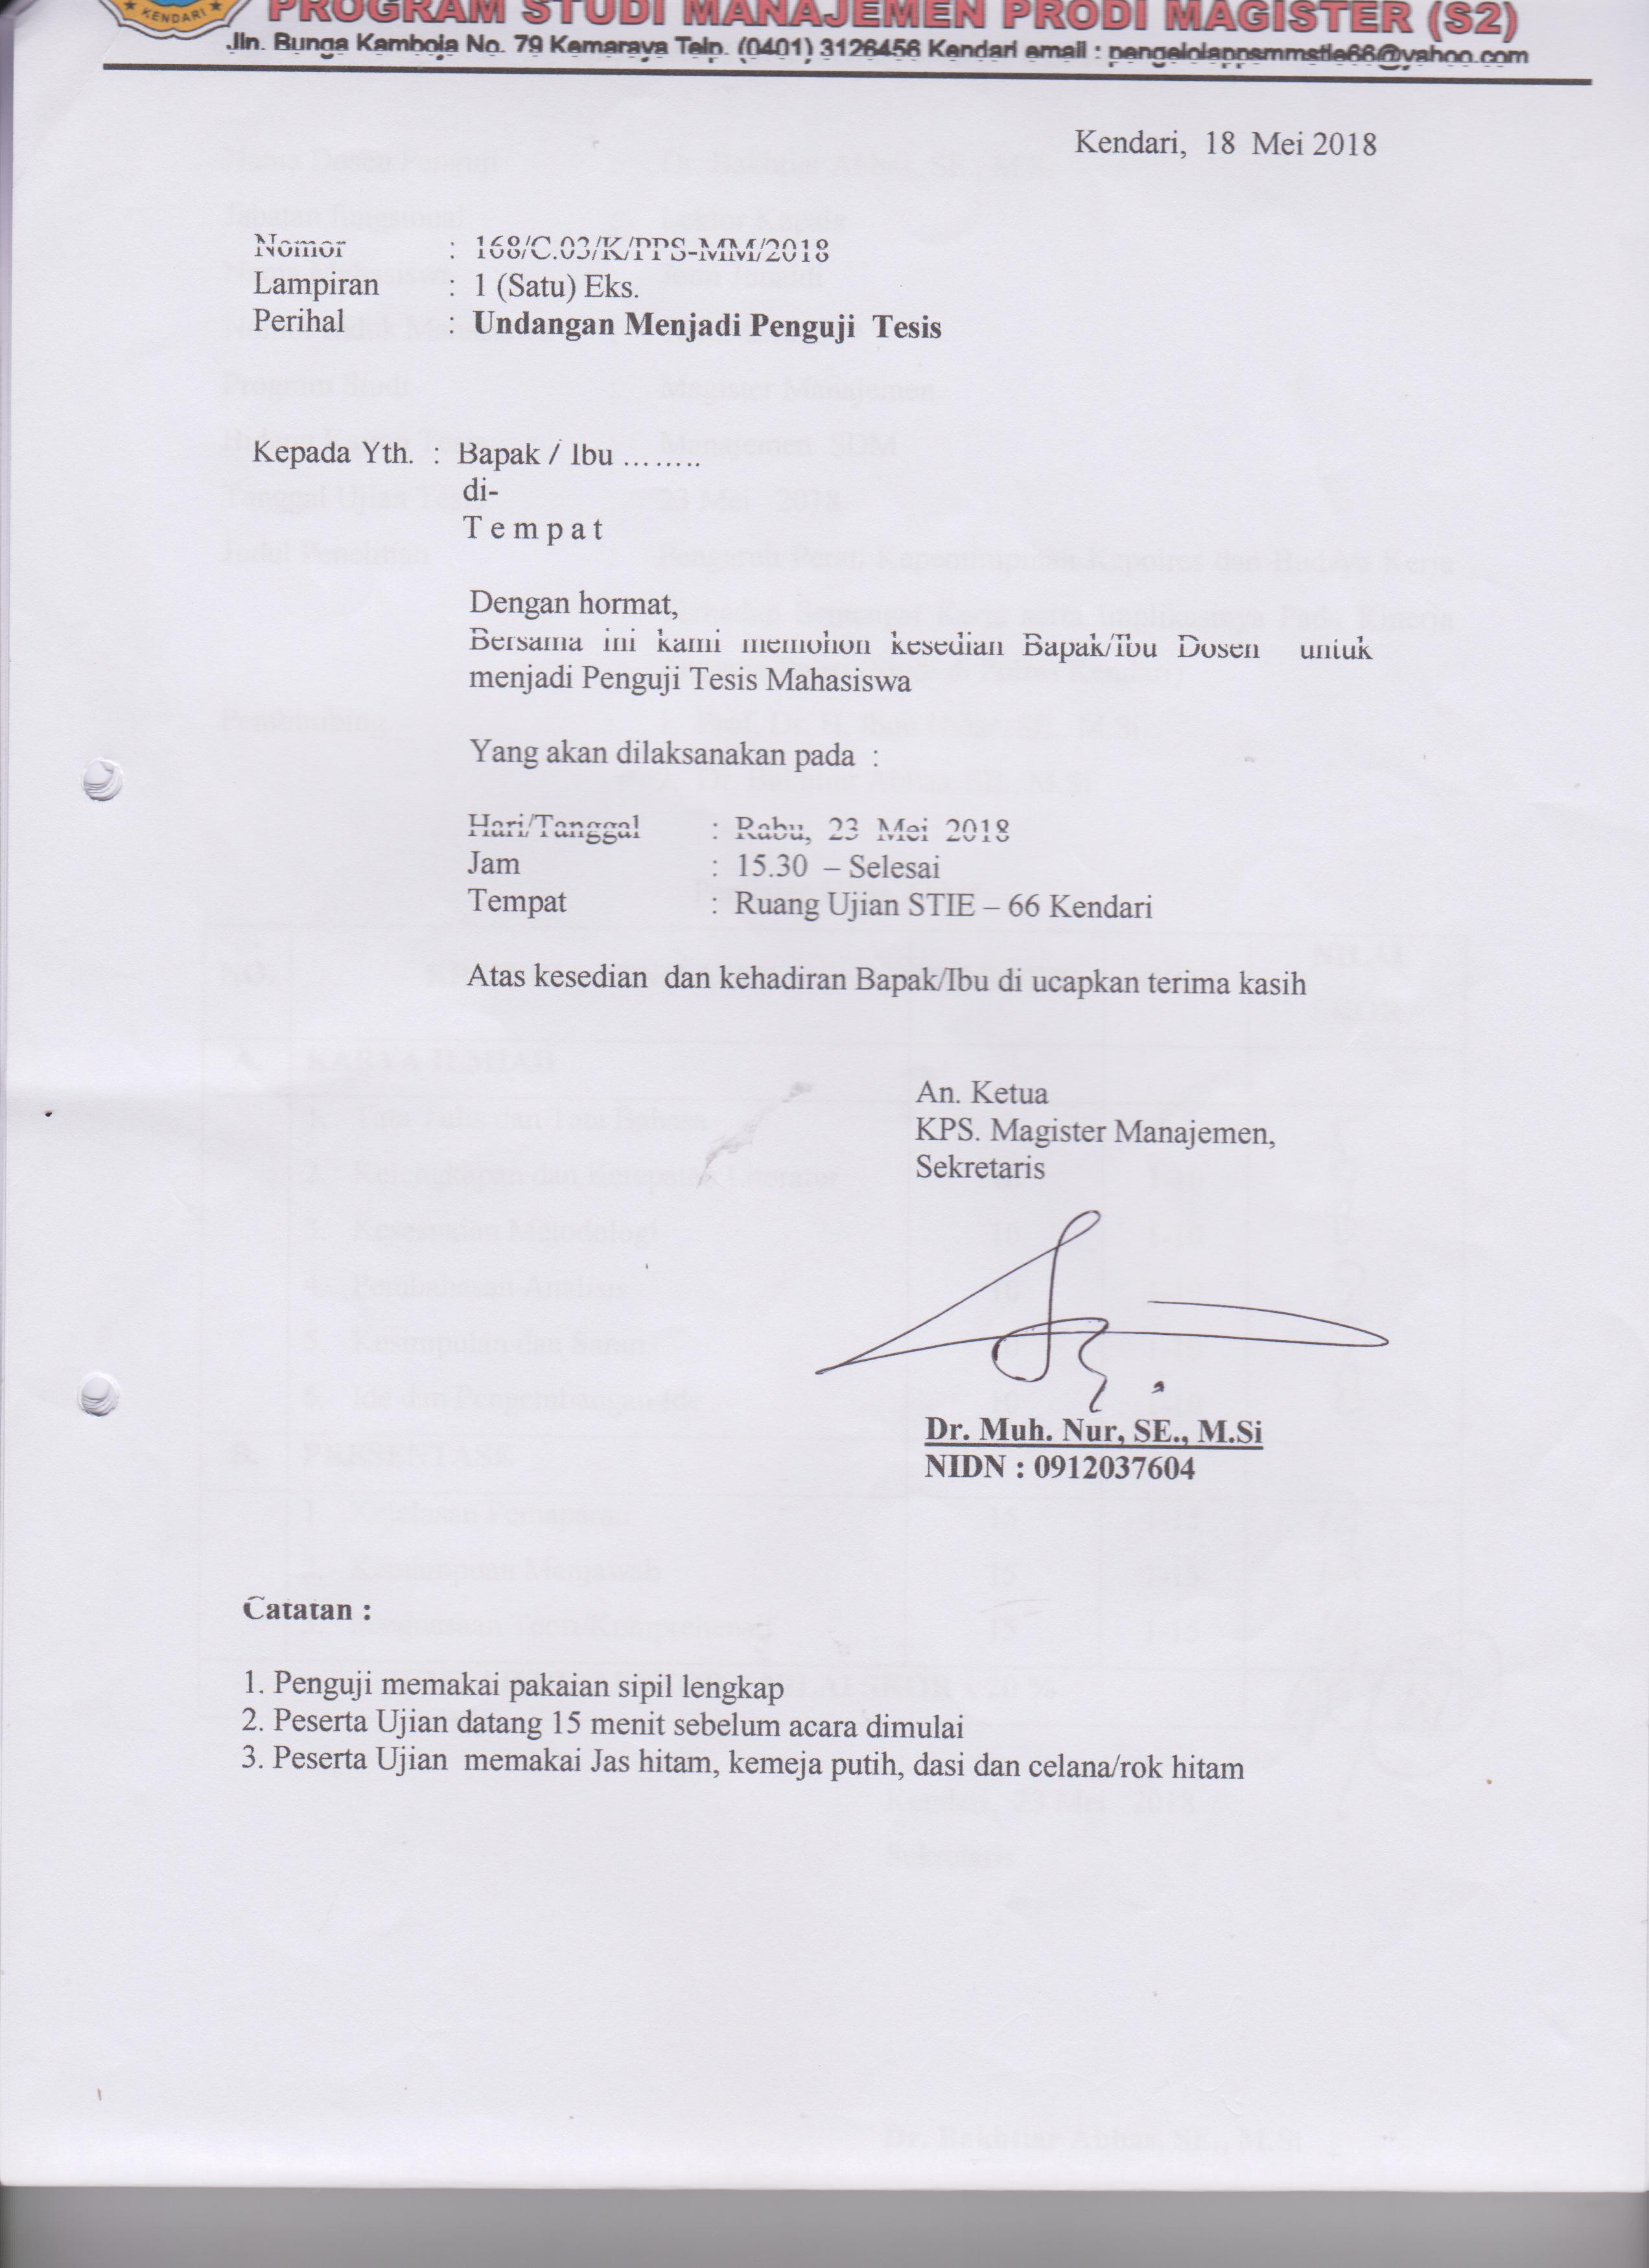 KENDARI
PROGRAM STUDI MANAJEMEN PRODI MAGISTER (S2)
Jln. Bunga Kamboja No. 79 Kemaraya Telp. (0401) 3126456 Kendari email : pengelolappsmmstie66@yahoo.com
Kendari, 18 Mei 2018
Nomor : 168/C.03/K/PPS-MM/2018
Lampiran : 1 (Satu) Eks.
Perihal : Undangan Menjadi Penguji Tesis
Kepada Yth. : Bapak / Ibu ........
di-
T e m p a t
Dengan hormat,
Bersama ini kami memohon kesedian Bapak/Ibu Dosen untuk
menjadi Penguji Tesis Mahasiswa
Yang akan dilaksanakan pada :
Hari/Tanggal : Rabu, 23 Mei 2018
Jam : 15.30 – Selesai
Tempat : Ruang Ujian STIE – 66 Kendari
Atas kesedian dan kehadiran Bapak/Ibu di ucapkan terima kasih
An. Ketua
KPS. Magister Manajemen,
Sekretaris
Dr. Muh. Nur, SE., M.Si
NIDN : 0912037604
Catatan :
1. Penguji memakai pakaian sipil lengkap
2. Peserta Ujian datang 15 menit sebelum acara dimulai
3. Peserta Ujian memakai Jas hitam, kemeja putih, dasi dan celana/rok hitam